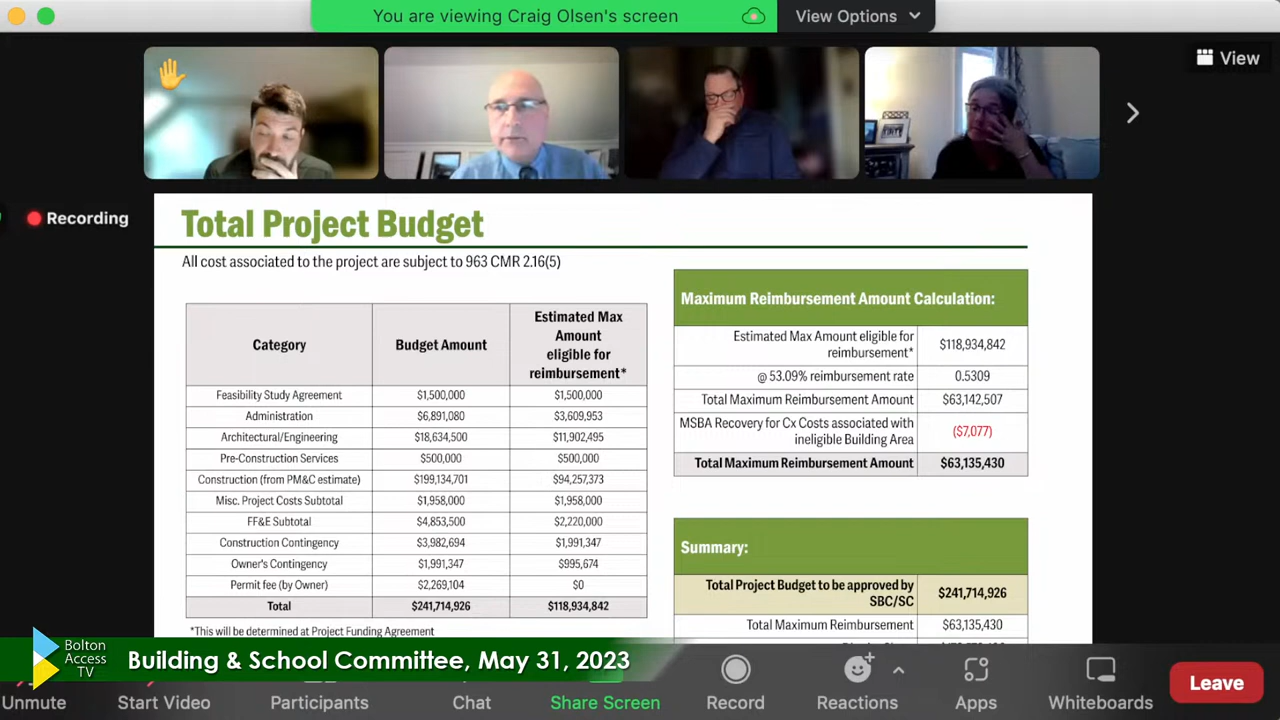 You are viewing Craig Olsen's screen
View Options
View
Recording
Total Project Budget
All cost associated to the project are subject to 963 CMR 2.16(5)
Category Budget Amount Estimated Max Amount eligible for reimbursement*
Feasibility Study Agreement $1,500,000 $1,500,000
Administration $6,891,080 $3,609,953
Architectural/Engineering $18,634,500 $11,902,495
Pre-Construction Services $500,000 $500,000
Construction (from PM&C estimate) $199,134,701 $94,257,373
Misc. Project Costs Subtotal $1,958,000 $1,958,000
FF&E Subtotal $4,853,500 $2,220,000
Construction Contingency $3,982,694 $1,991,347
Owner's Contingency $1,991,347 $995,674
Permit fee (by Owner) $2,269,104 $0
Total $241,714,926 $118,934,842
*This will be determined at Project Funding Agreement
Maximum Reimbursement Amount Calculation:
Estimated Max Amount eligible for reimbursement* $118,934,842
@ 53.09% reimbursement rate 0.5309
Total Maximum Reimbursement Amount $63,142,507
MSBA Recovery for Cx Costs associated with ineligible Building Area ($7,077)
Total Maximum Reimbursement Amount $63,135,430
Summary:
Total Project Budget to be approved by SBC/SC $241,714,926
Total Maximum Reimbursement $63,135,430
Bolton
Access
TV
Building & School Committee, May 31, 2023
Unmute
Start Video
Participants
Chat
Share Screen
Record
Reactions
Apps
Whiteboards
Leave